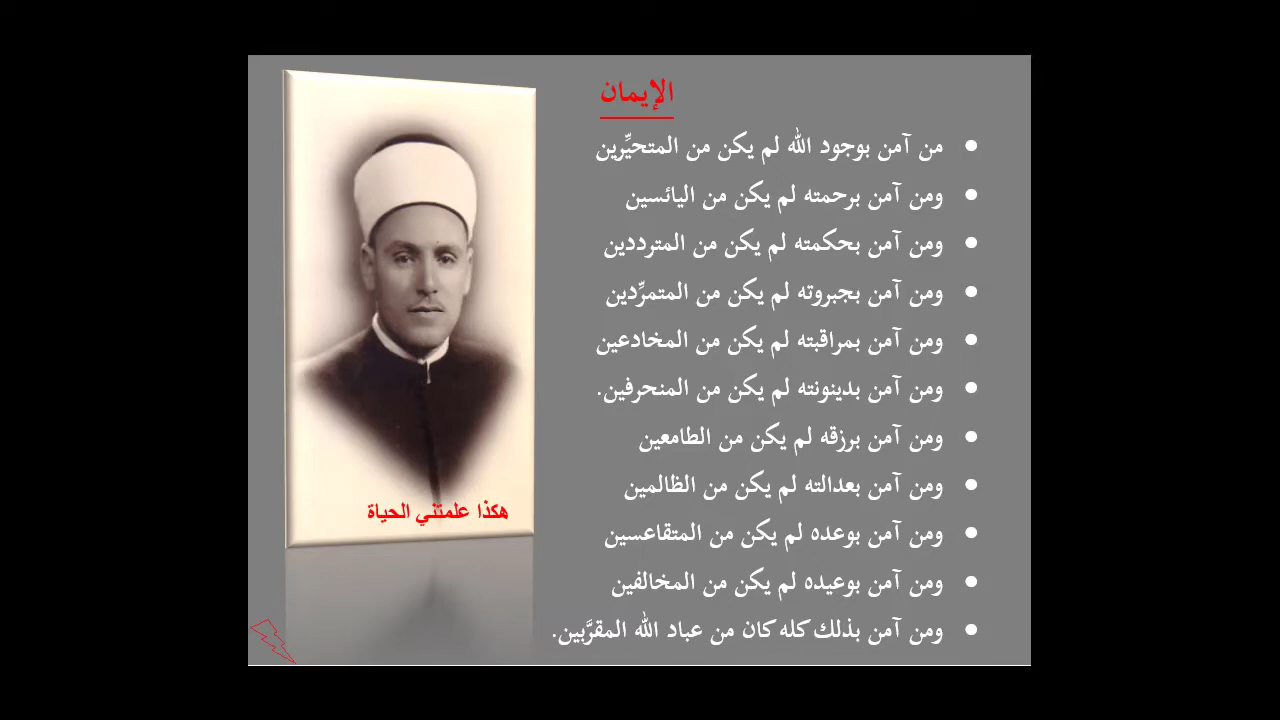 الإيمان
من آمن بوجود الله لم يكن من المتحيِّرين
ومن آمن برحمته لم يكن من اليائسين
ومن آمن بحكمته لم يكن من المترددين
ومن آمن بجبروته لم يكن من المتمرِّدين
ومن آمن بمراقبته لم يكن من المخادعين
ومن آمن بدينونته لم يكن من المنحرفين.
ومن آمن برزقه لم يكن من الطامعين
ومن آمن بعدالته لم يكن من الظالمين
ومن آمن بوعده لم يكن من المتقاعسين
ومن آمن بوعيده لم يكن من المخالفين
ومن آمن بذلك كله كان من عباد الله المقرَّبين.
هكذا علمتني الحياة